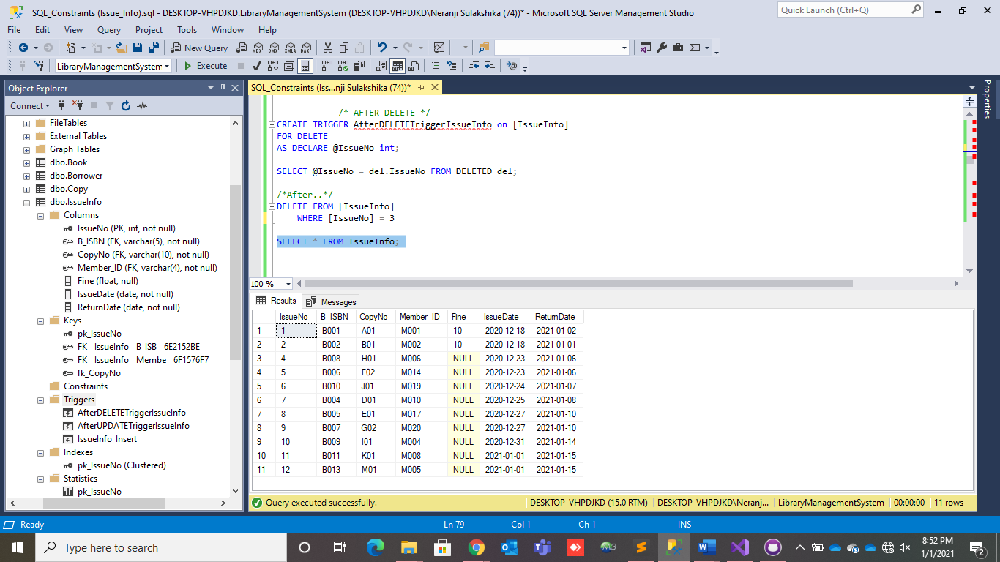 SQL_Constraints (Issue_Info).sql - DESKTOP-VHPDJKD.LibraryManagementSystem (DESKTOP-VHPDJKD\Neranji Sulakshika (74))* - Microsoft SQL Server Management Studio
Quick Launch (Ctrl+Q)
File Edit View Query Project Tools Window Help
New Query MDX DMX XMLA DAX
LibraryManagementSystem Execute
Object Explorer
Connect
FileTables
External Tables
Graph Tables
dbo.Book
dbo.Borrower
dbo.Copy
dbo.IssueInfo
Columns
IssueNo (PK, int, not null)
B_ISBN (FK, varchar(5), not null)
CopyNo (FK, varchar(10), not null)
Member_ID (FK, varchar(4), not null)
Fine (float, null)
IssueDate (date, not null)
ReturnDate (date, not null)
Keys
pk_IssueNo
FK__IssueInfo__B_ISB__6E2152BE
FK__IssueInfo__Membe__6F1576F7
fk_CopyNo
Constraints
Triggers
AfterDELETETriggerIssueInfo
AfterUPDATETriggerIssueInfo
IssueInfo_Insert
Indexes
pk_IssueNo (Clustered)
Statistics
pk_IssueNo
SQL_Constraints (Iss...nji Sulakshika (74))*
/* AFTER DELETE */
CREATE TRIGGER AfterDELETETriggerIssueInfo on [IssueInfo]
FOR DELETE
AS DECLARE @IssueNo int;
SELECT @IssueNo = del.IssueNo FROM DELETED del;
/*After..*/
DELETE FROM [IssueInfo]
WHERE [IssueNo] = 3
SELECT * FROM IssueInfo;
100 %
Results Messages
IssueNo B_ISBN CopyNo Member_ID Fine IssueDate ReturnDate
1 1 B001 A01 M001 10 2020-12-18 2021-01-02
2 2 B002 B01 M002 10 2020-12-18 2021-01-01
3 4 B008 H01 M006 NULL 2020-12-23 2021-01-06
4 5 B006 F02 M014 NULL 2020-12-23 2021-01-06
5 6 B010 J01 M019 NULL 2020-12-24 2021-01-07
6 7 B004 D01 M010 NULL 2020-12-25 2021-01-08
7 8 B005 E01 M017 NULL 2020-12-27 2021-01-10
8 9 B007 G02 M020 NULL 2020-12-27 2021-01-10
9 10 B009 I01 M004 NULL 2020-12-31 2021-01-14
10 11 B011 K01 M008 NULL 2021-01-01 2021-01-15
11 12 B013 M01 M005 NULL 2021-01-01 2021-01-15
Query executed successfully. DESKTOP-VHPDJKD (15.0 RTM) DESKTOP-VHPDJKD\Neranj... LibraryManagementSystem 00:00:00 11 rows
Properties
Ready Ln 79 Col 1 Ch 1 INS
Type here to search
8:52 PM
1/1/2021
2